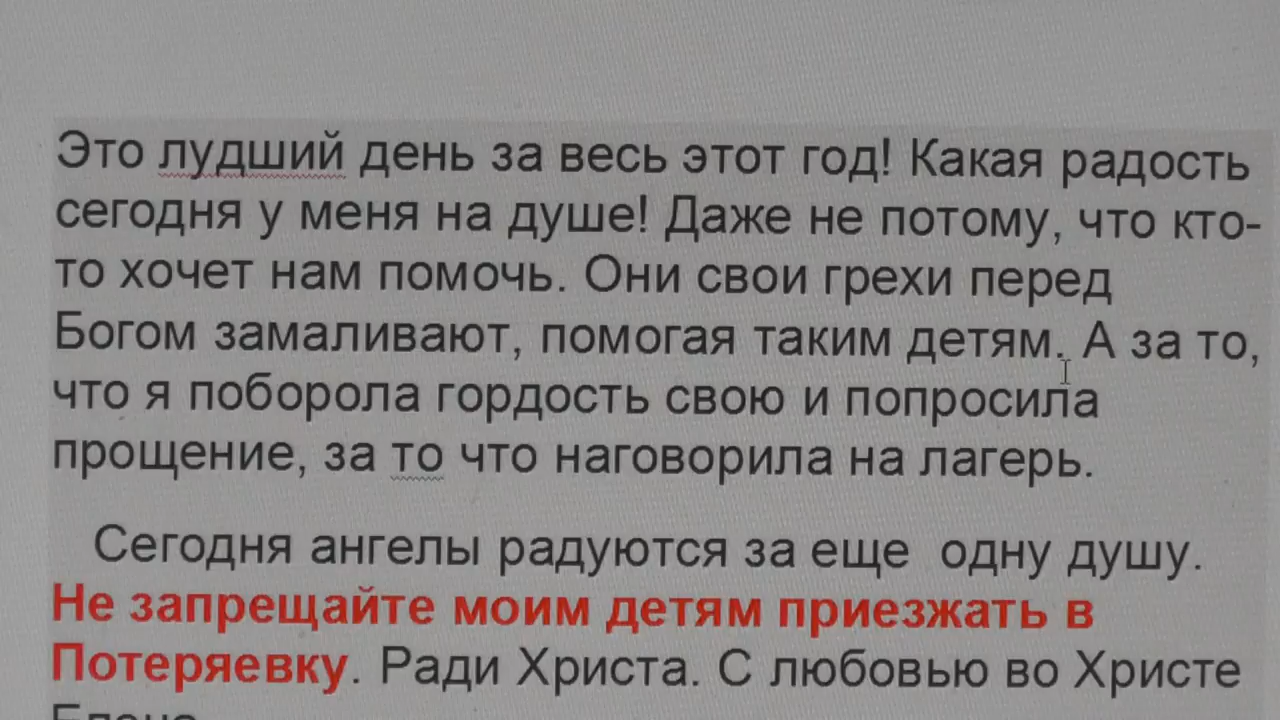 Это лудший день за весь этот год! Какая радость
сегодня у меня на душе! Даже не потому, что кто-
то хочет нам помочь. Они свои грехи перед
Богом замаливают, помогая таким детям. А за то,
что я поборола гордость свою и попросила
прощение, за то что наговорила на лагерь.
Сегодня ангелы радуются за еще одну душу.
Не запрещайте моим детям приезжать в
Потеряевку. Ради Христа. С любовью во Христе